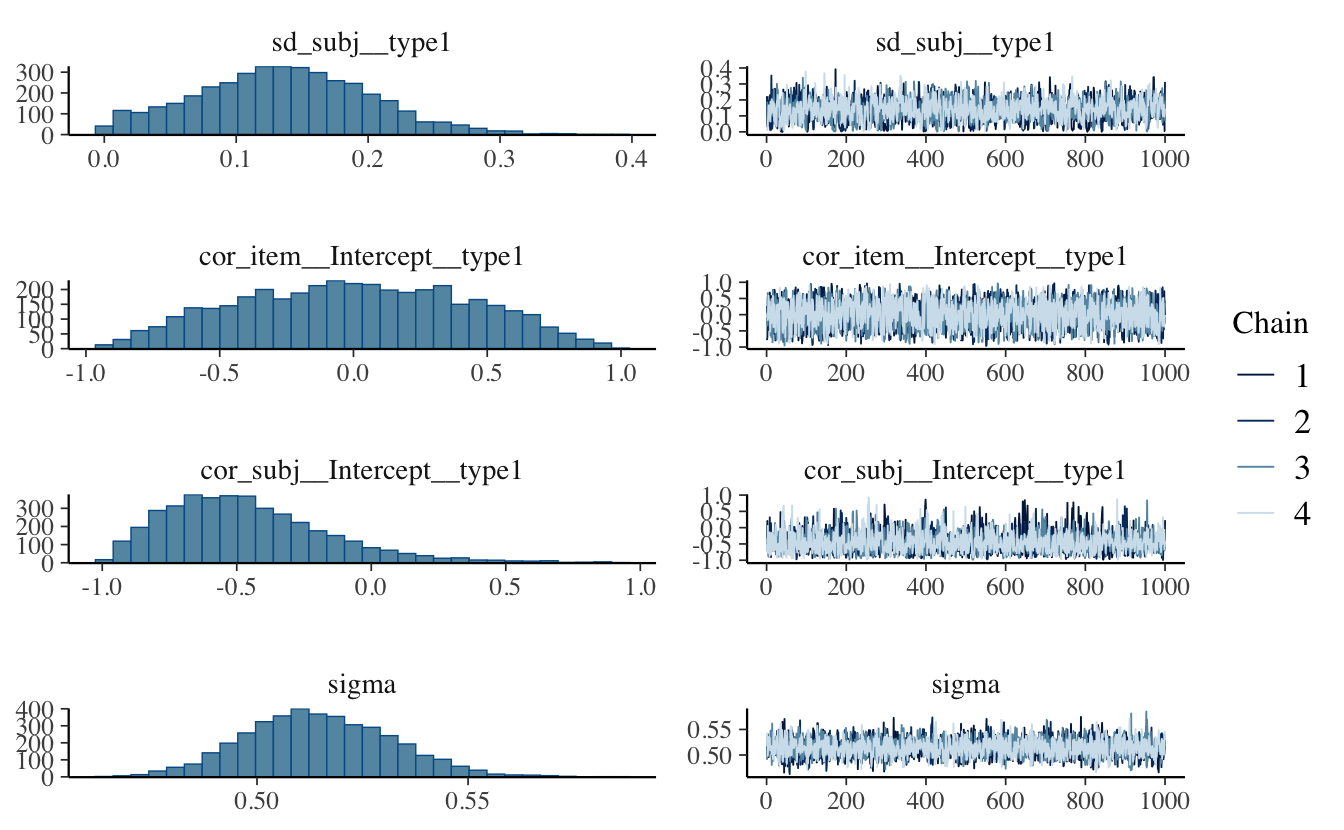 sd_subj__type1
300
200
100
0
0.0 0.1 0.2 0.3 0.4
sd_subj__type1
0.4
0.3
0.2
0.1
0.0
0 200 400 600 800 1000
cor_item__Intercept__type1
200
150
100
50
0
-1.0 -0.5 0.0 0.5 1.0
cor_item__Intercept__type1
1.0
0.5
0.0
-0.5
-1.0
0 200 400 600 800 1000
cor_subj__Intercept__type1
300
200
100
0
-1.0 -0.5 0.0 0.5 1.0
cor_subj__Intercept__type1
1.0
0.5
0.0
-0.5
-1.0
0 200 400 600 800 1000
sigma
400
300
200
100
0
0.50 0.55
sigma
0.55
0.50
0 200 400 600 800 1000
Chain
1
2
3
4